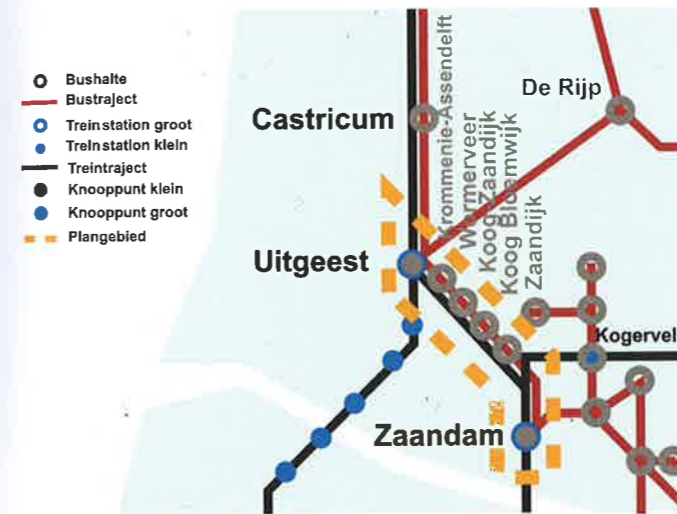 Bushalte
Bustraject
Treinstation groot
Treinstation klein
Treintraject
Knooppunt klein
Knooppunt groot
Plangebied
De Rijp
Castricum
Krommenie-Assendelft
Wormerveer
Koog Zaandijk
Koog Bloemwijk
Zaandijk
Uitgeest
Kogervel
Zaandam